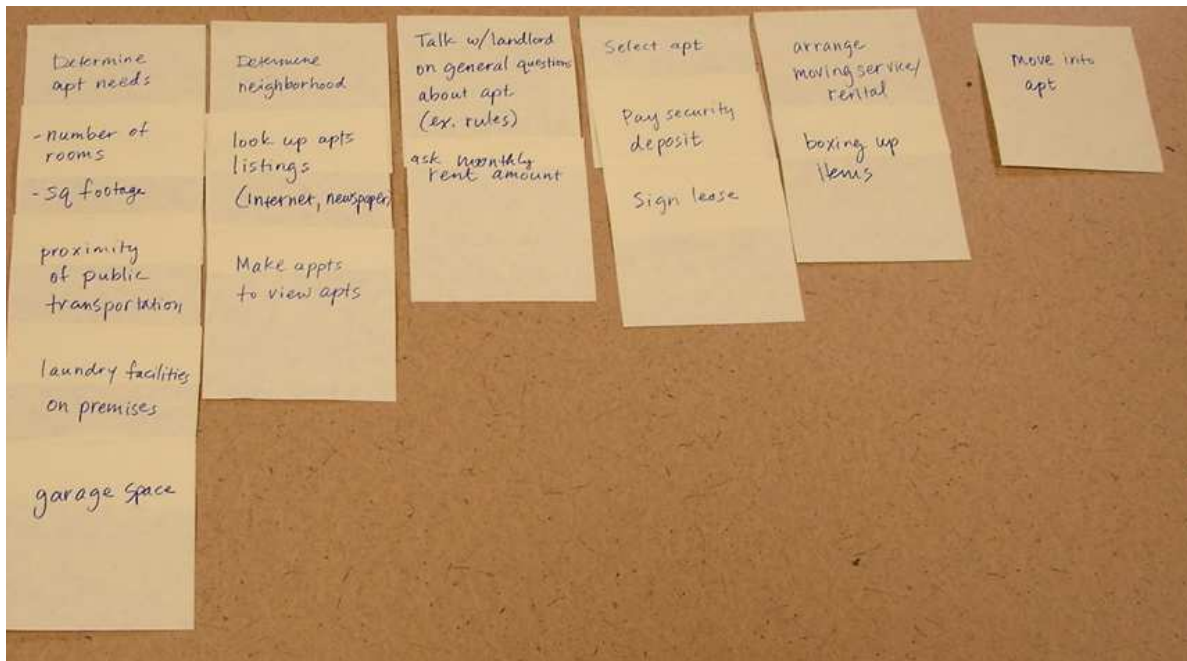 Determine
apt needs
-number of
rooms
-sq footage
proximity
of public
transportation
laundry facilities
on premises
garage space
Determine
neighborhood
look up apts
listings
(internet, newspaper)
Make appts
to view apts
Talk w/landlord
on general questions
about apt
(ex. rules)
ask monthly
rent amount
Select apt
Pay security
deposit
Sign lease
arrange
moving service/
rental
boxing up
items
Move into
apt